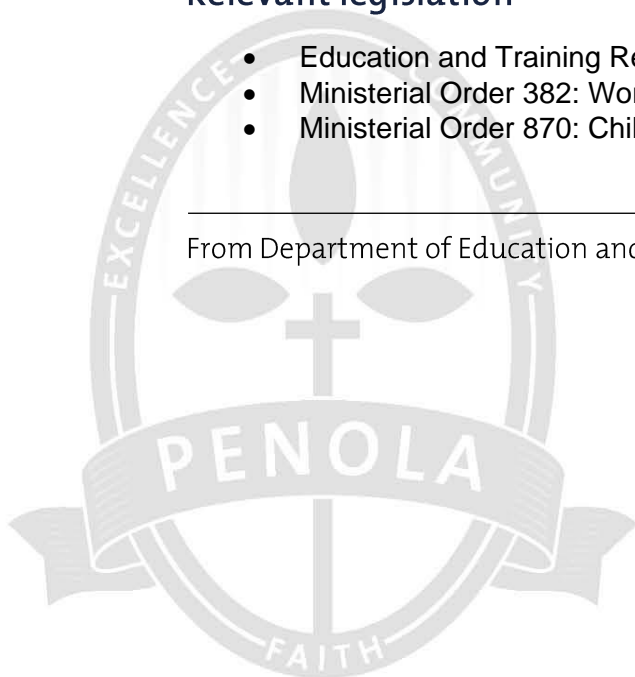 Relevant legislation
Education and Training Re
Ministerial Order 382: Wor
Ministerial Order 870: Chil
From Department of Education and
EXCELLENCE
COMMUNITY
PENOLA
FAITH